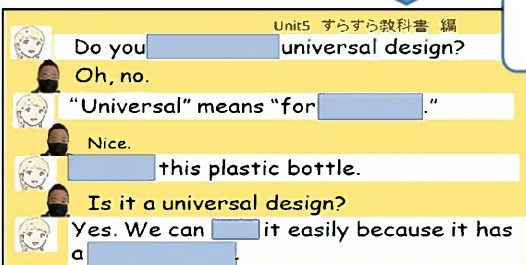 Unit5 すらすら教科書 編
Do you universal design?
Oh, no.
"Universal" means "for ."
Nice.
this plastic bottle.
Is it a universal design?
Yes. We can it easily because it has
a .